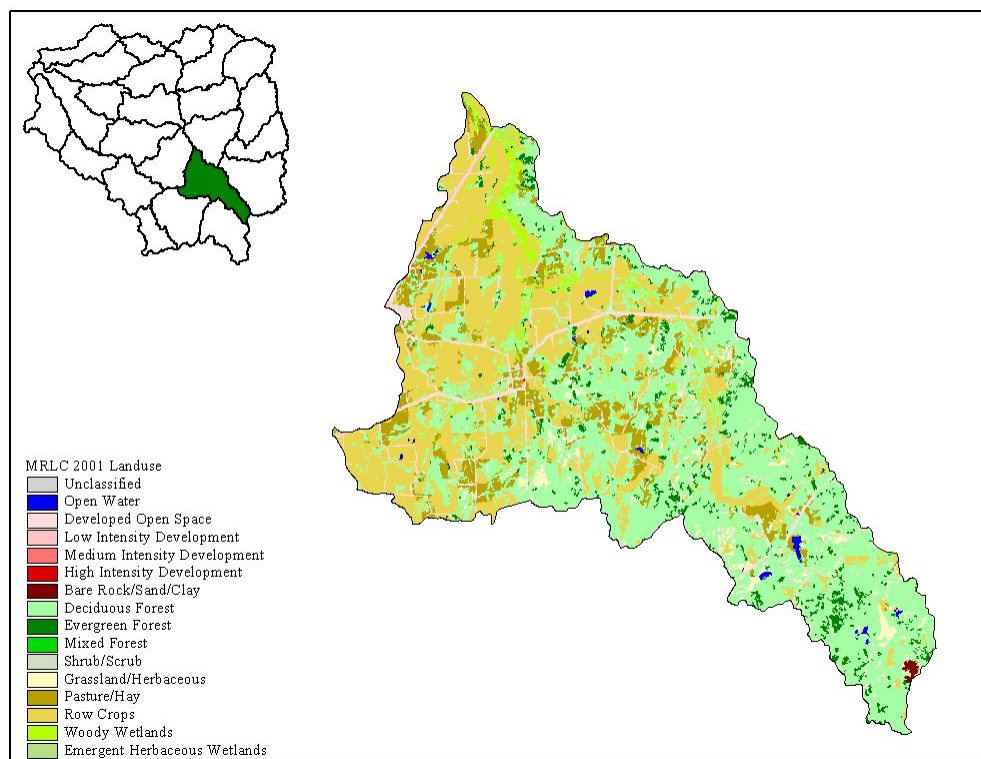 MRLC 2001 Landuse
Unclassified
Open Water
Developed Open Space
Low Intensity Development
Medium Intensity Development
High Intensity Development
Bare Rock/Sand/Clay
Deciduous Forest
Evergreen Forest
Mixed Forest
Shrub/Scrub
Grassland/Herbaceous
Pasture/Hay
Row Crops
Woody Wetlands
Emergent Herbaceous Wetlands